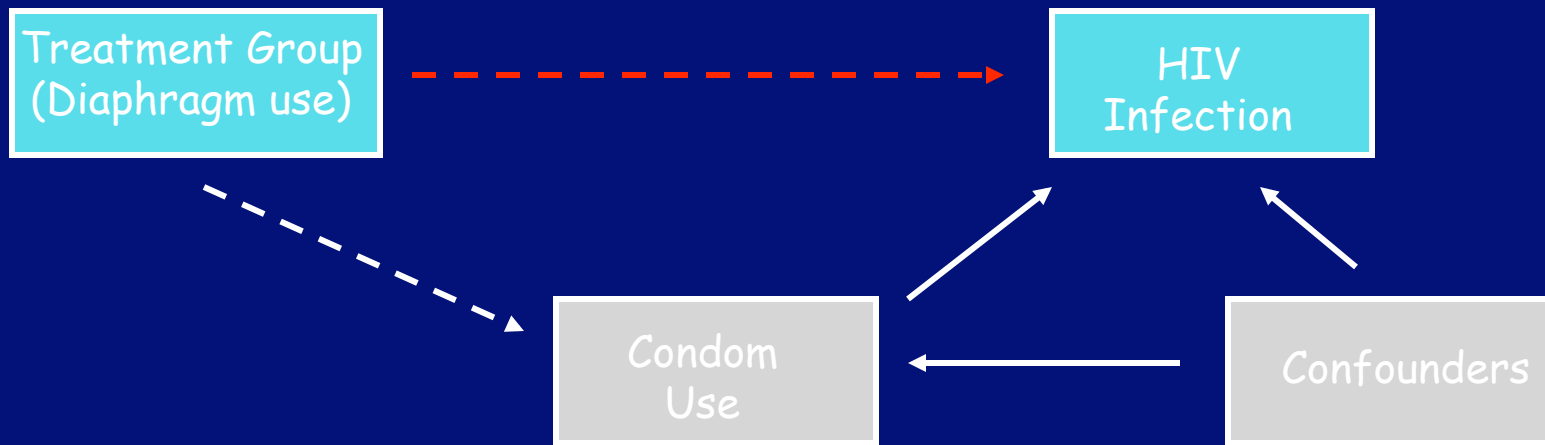 Treatment Group
(Diaphragm use)
HIV
Infection
Condom
Use
Confounders